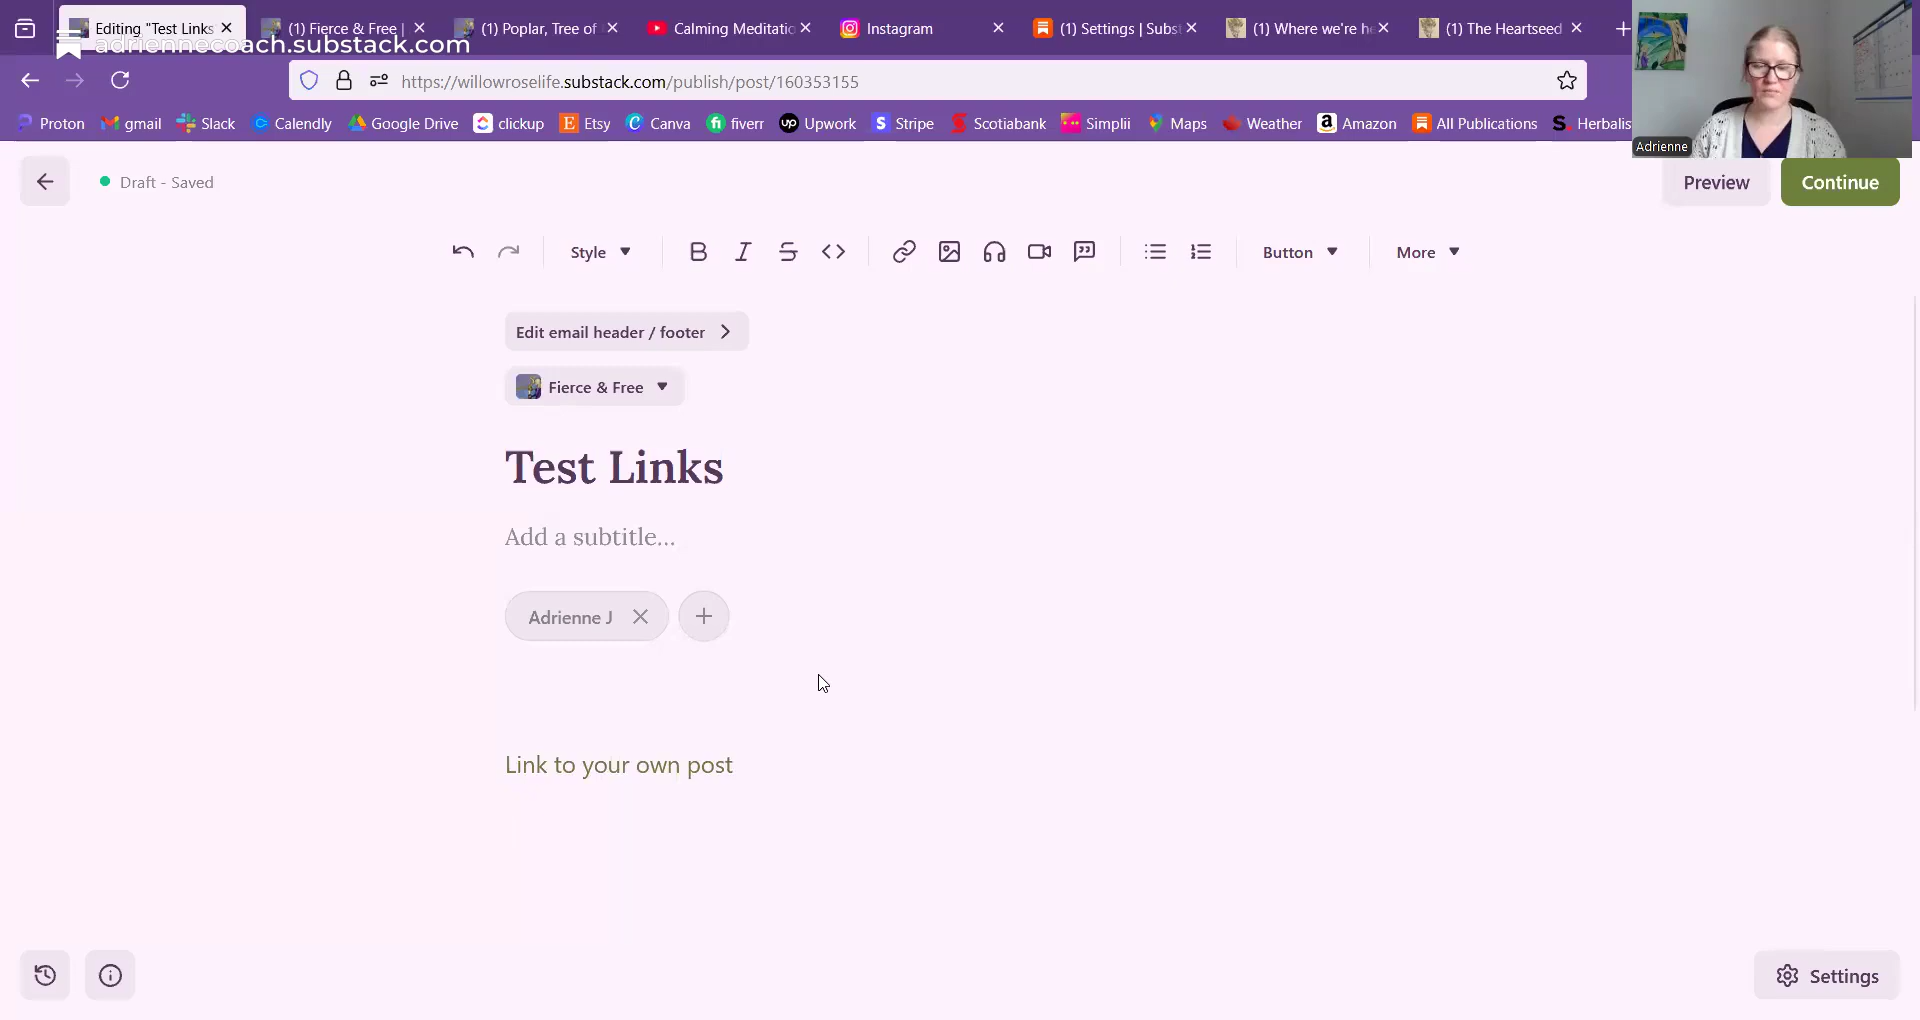 Editing "Test Links
(1) Fierce & Free |
(1) Poplar, Tree of
Calming Meditatio
Instagram
(1) Settings | Subst
(1) Where we're he
(1) The Heartseed
adriennecoach.substack.com
https://willowroselife.substack.com/publish/post/160353155
Proton
gmail
Slack
Calendly
Google Drive
clickup
Etsy
Canva
fiverr
Upwork
Stripe
Scotiabank
Simplii
Maps
Weather
Amazon
All Publications
Herbalis
Adrienne
Draft - Saved
Preview
Continue
Style
Button
More
Edit email header / footer
Fierce & Free
Test Links
Add a subtitle...
Adrienne J
Link to your own post
Settings